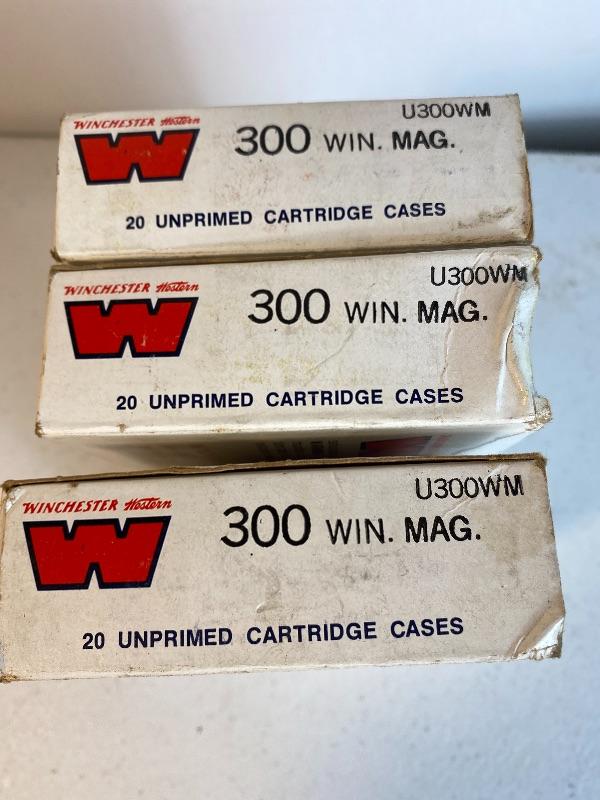 U300WM
WINCHESTER Western
W
300 WIN. MAG.
20 UNPRIMED CARTRIDGE CASES
U300WM
WINCHESTER Western
W
300 WIN. MAG.
20 UNPRIMED CARTRIDGE CASES
U300WM
WINCHESTER Western
W
300 WIN. MAG.
20 UNPRIMED CARTRIDGE CASES